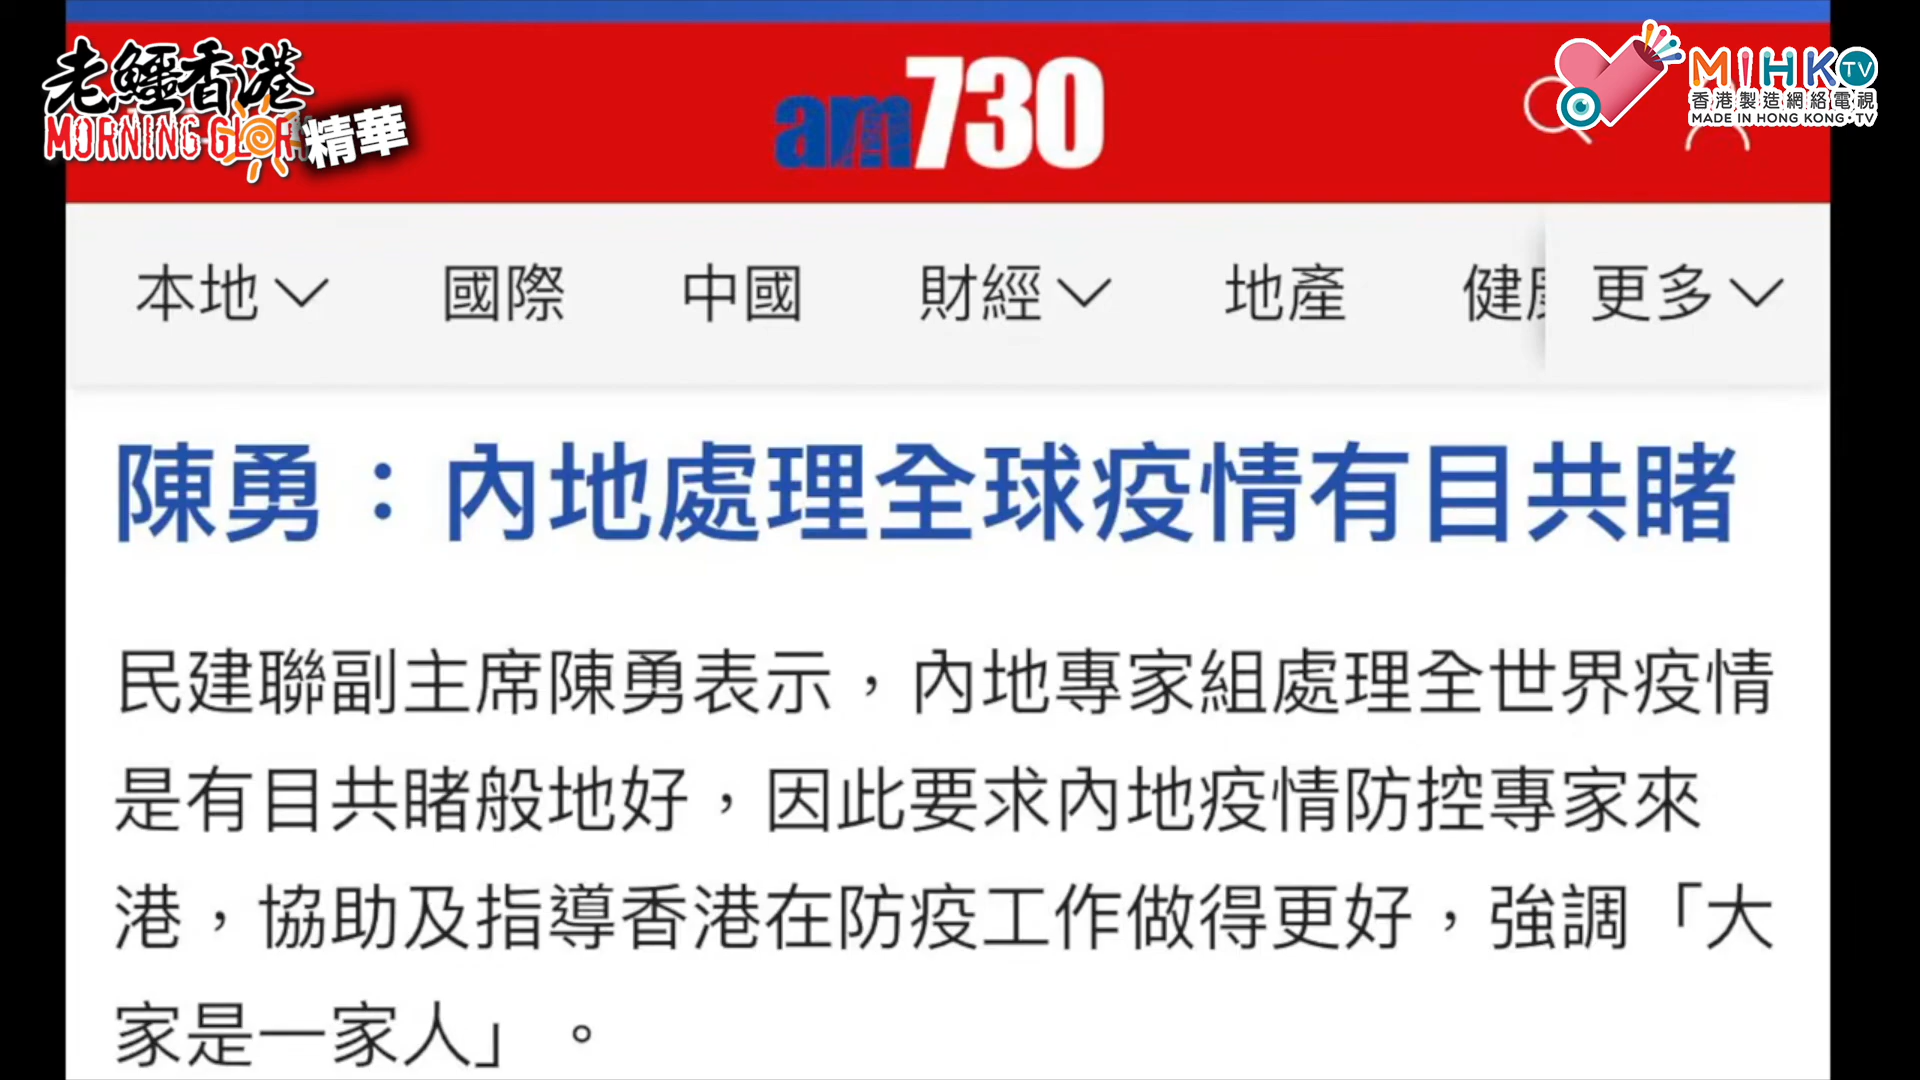 老鱷香港
MORNING GLORY
精華
am730
MIHK TV
香港製造網絡電視
MADE IN HONG KONG·TV
本地 國際 中國 財經 地產 健康 更多
陳勇：內地處理全球疫情有目共睹
民建聯副主席陳勇表示，內地專家組處理全世界疫情
是有目共睹般地好，因此要求內地疫情防控專家來
港，協助及指導香港在防疫工作做得更好，強調「大
家是一家人」。